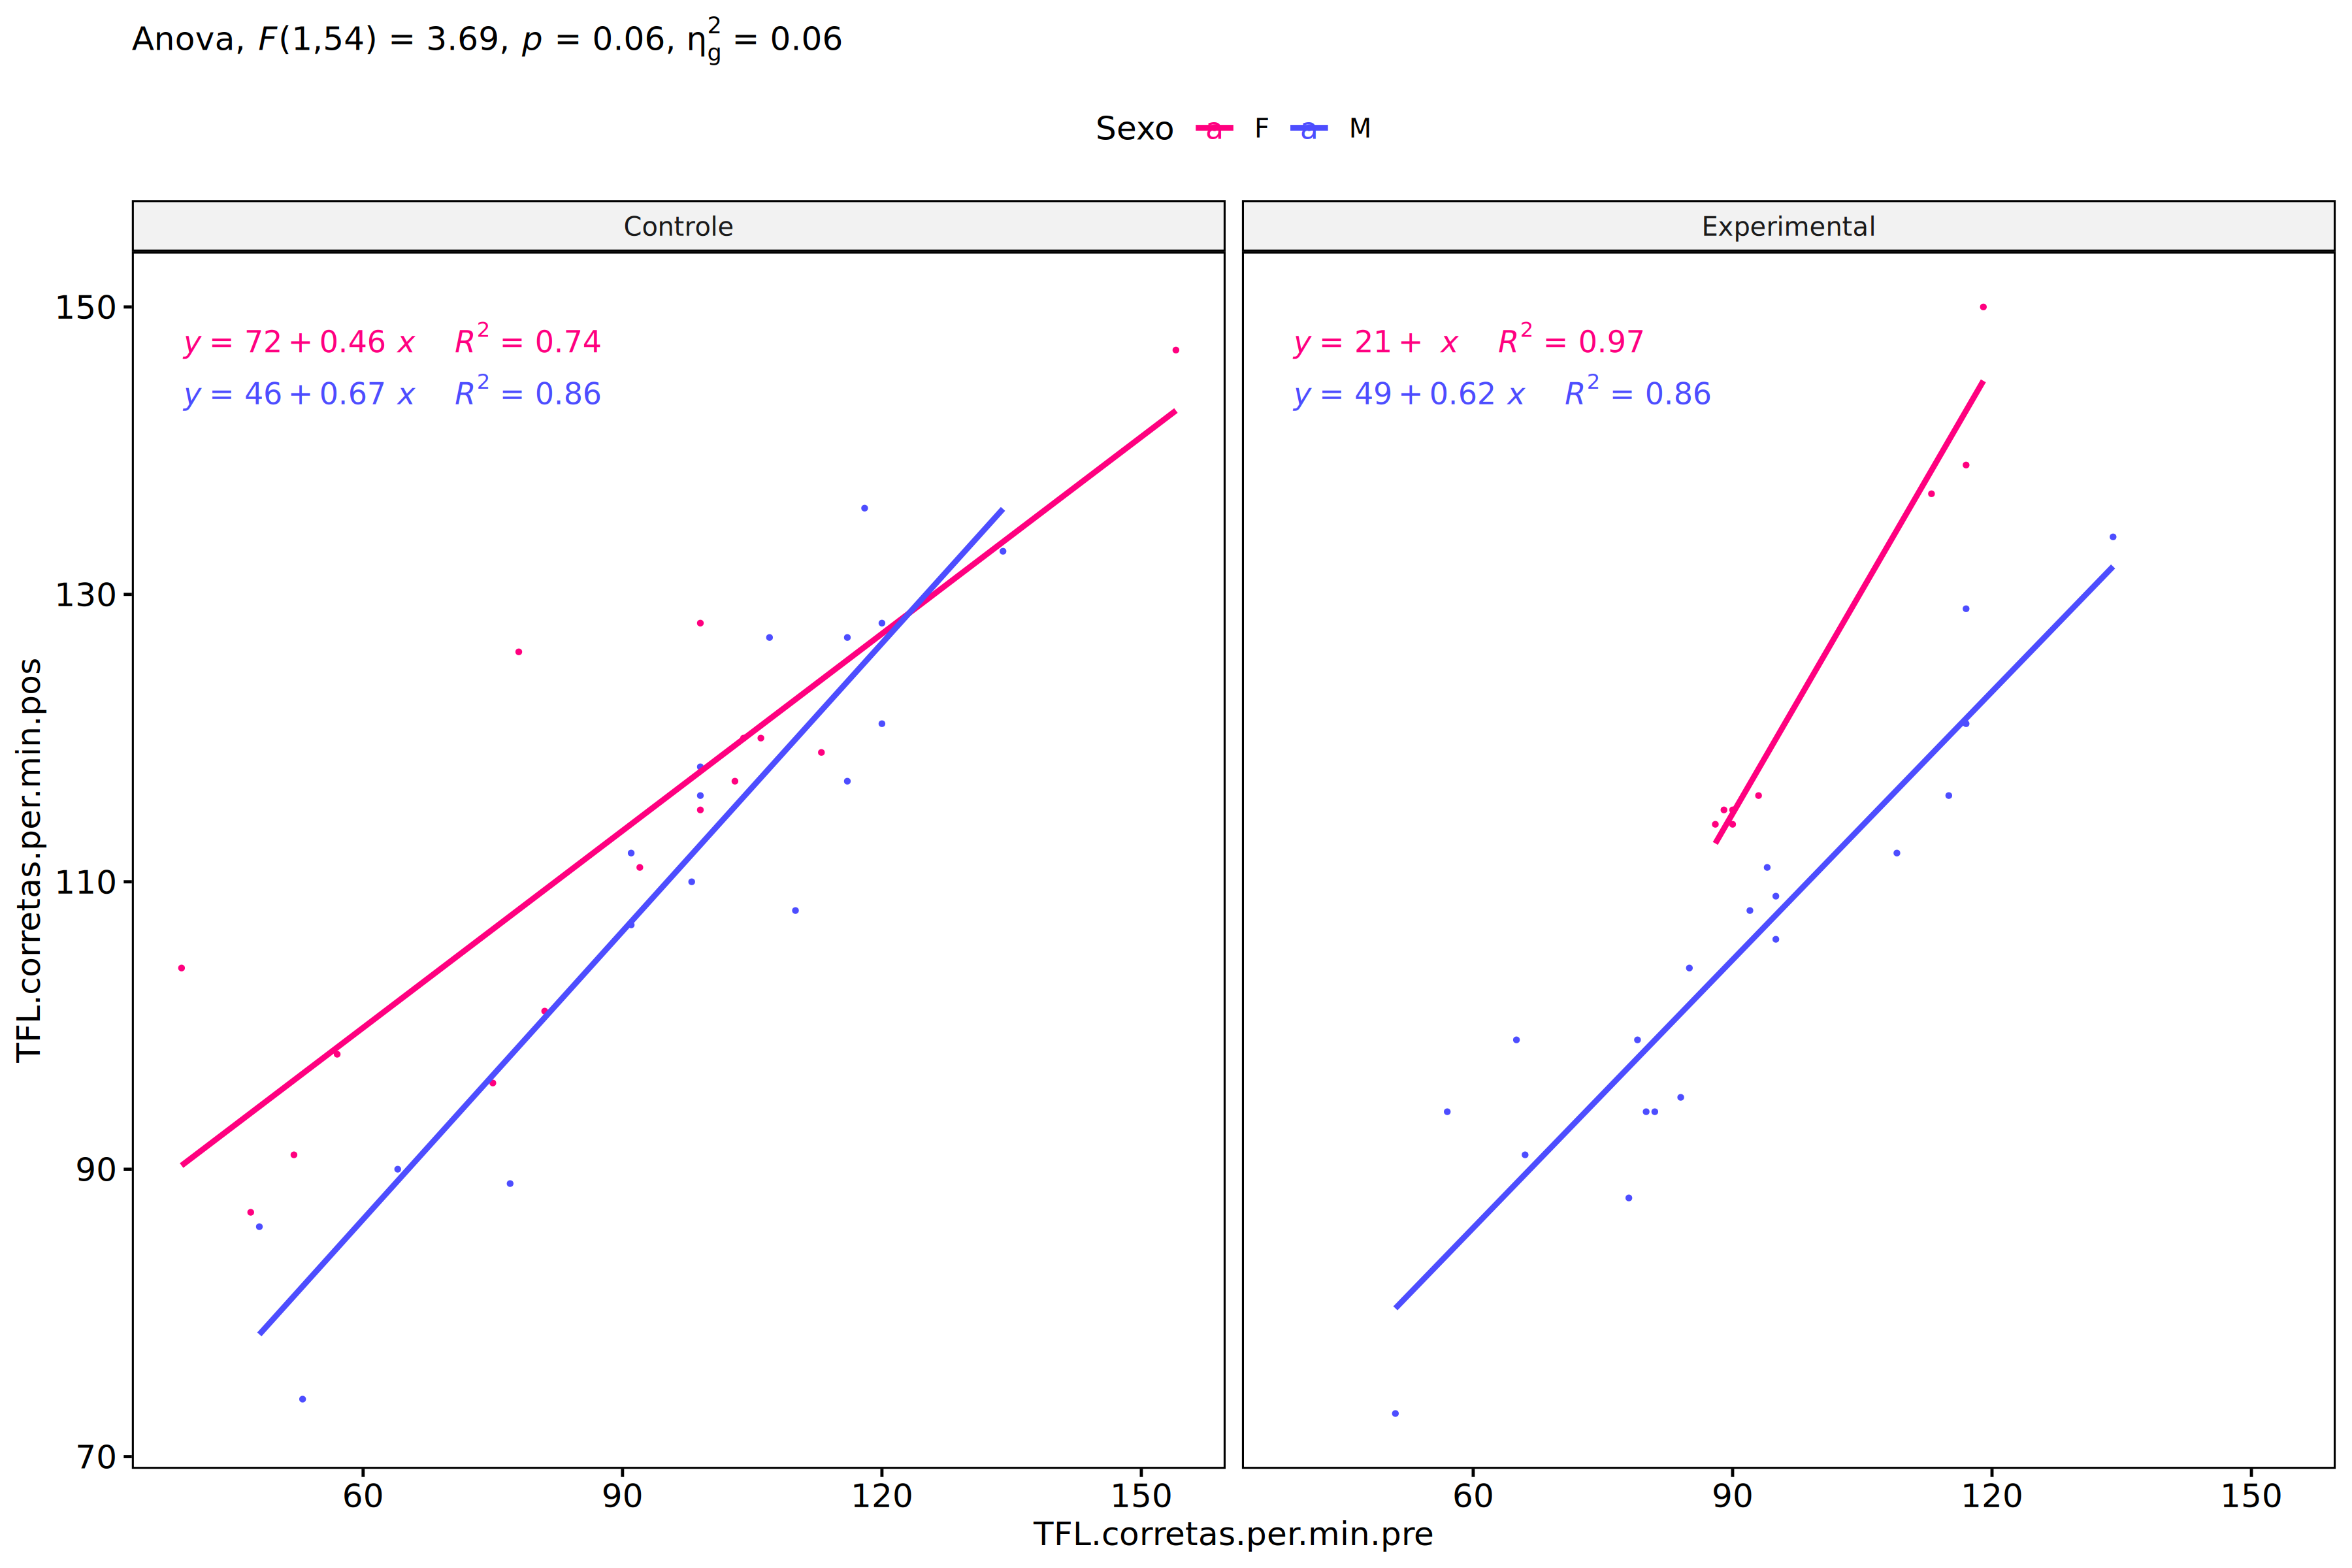 Anova, F(1,54) = 3.69, p = 0.06, η²g = 0.06
Sexo a F a M
Controle
Experimental
y = 72 + 0.46 x R² = 0.74
y = 46 + 0.67 x R² = 0.86
y = 21 + x R² = 0.97
y = 49 + 0.62 x R² = 0.86
150
130
110
90
70
TFL.corretas.per.min.pos
60 90 120 150
60 90 120 150
TFL.corretas.per.min.pre